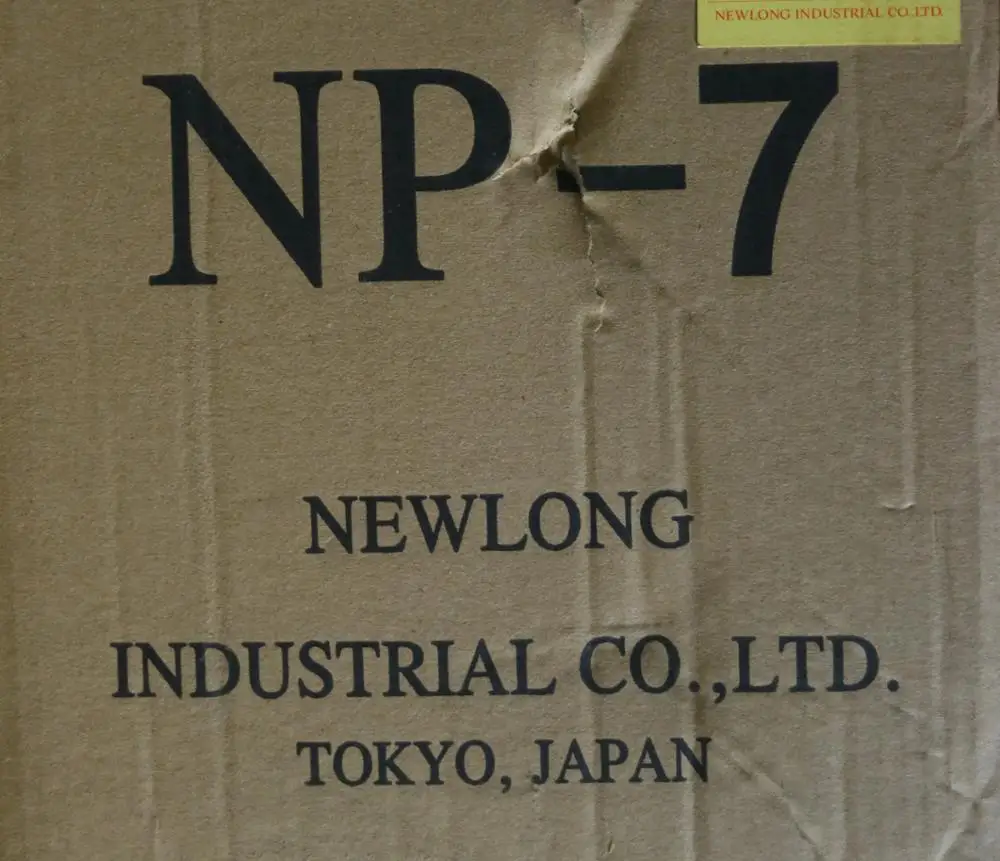 NEWLONG INDUSTRIAL CO.LTD.
NP-7
NEWLONG
INDUSTRIAL CO.,LTD.
TOKYO, JAPAN